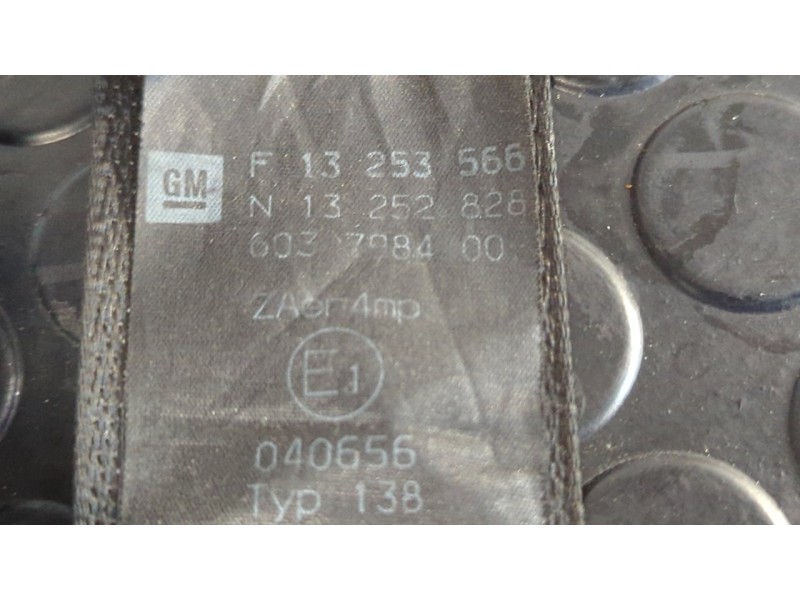 GM
F 13 253 566
N 13 252 828
603 7984 00
ZAer4mp
E1
040656
Typ 138